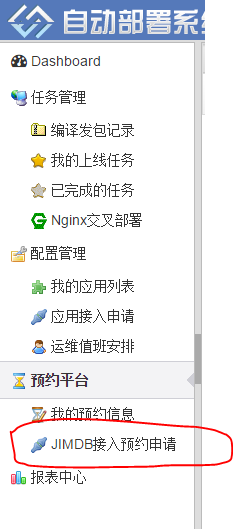 自动部署系统
Dashboard
任务管理
编译发包记录
我的上线任务
已完成的任务
Nginx交叉部署
配置管理
我的应用列表
应用接入申请
运维值班安排
预约平台
我的预约信息
JIMDB接入预约申请
报表中心